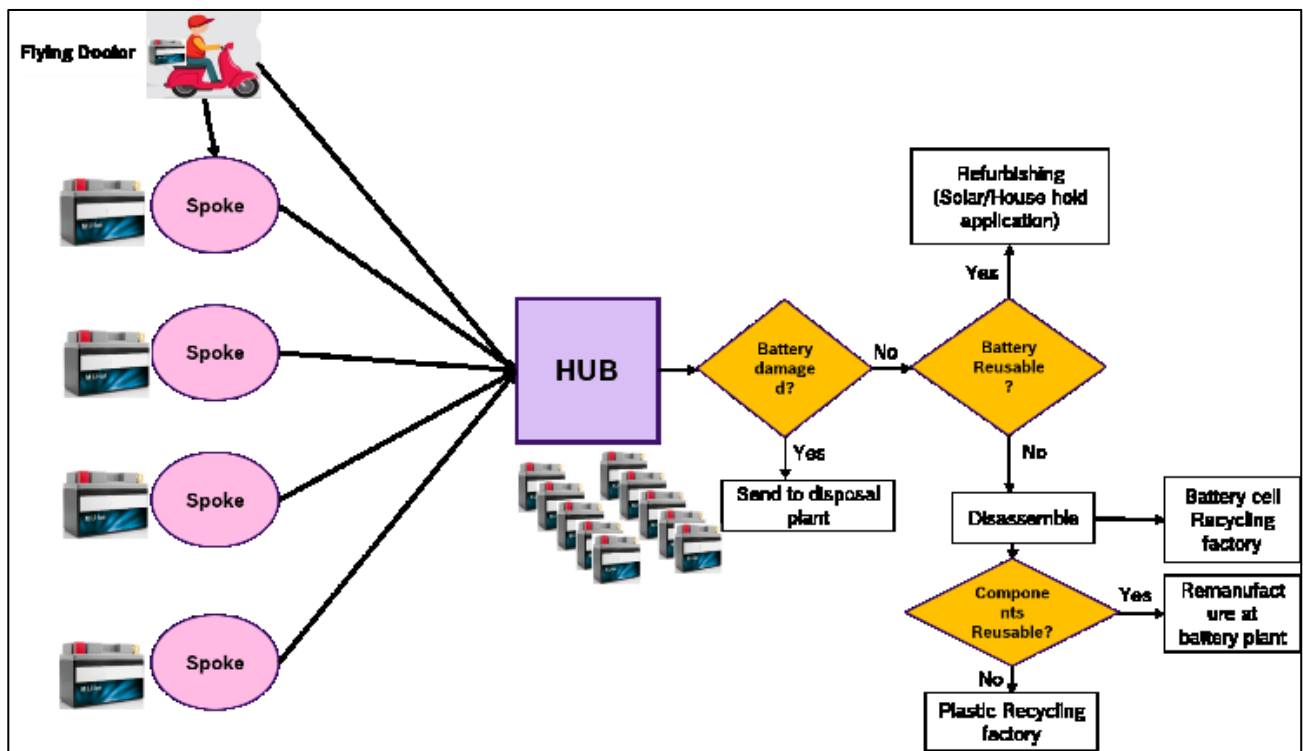 Flying Doctor
Spoke
Spoke
Spoke
Spoke
HUB
Battery
damage
d?
No
Yes
Send to disposal
plant
Battery
Reusable
?
Yes
Refurbishing
(Solar/House hold
application)
No
Disassemble
Battery cell
Recycling
factory
Compone
nts
Reusable?
Yes
Remanufact
ure at
battery plant
No
Plastic Recycling
factory